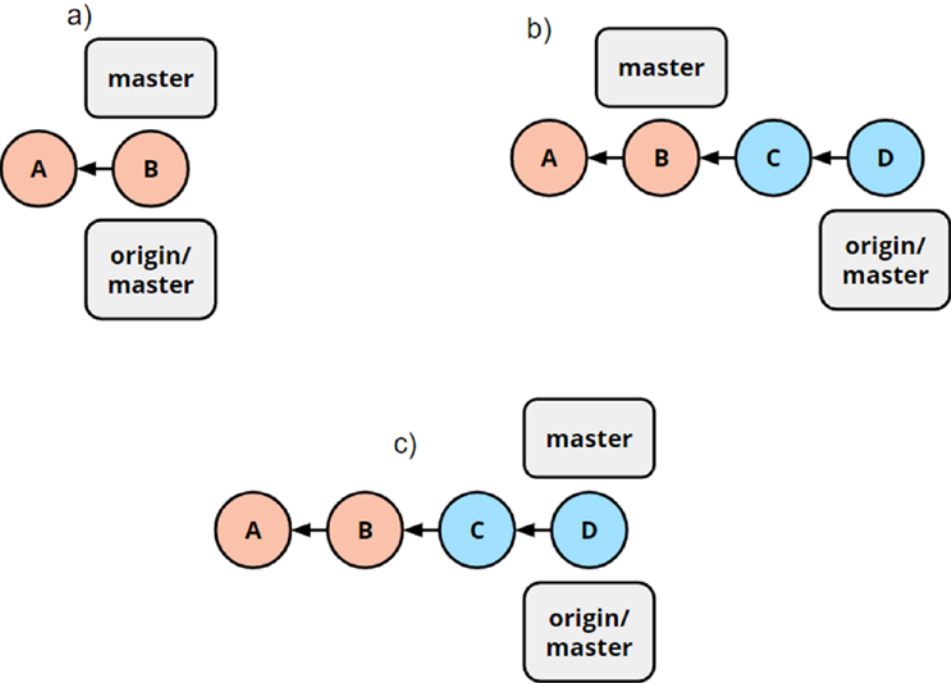 a)
master
A
B
origin/
master
b)
master
A
B
C
D
origin/
master
c)
master
A
B
C
D
origin/
master